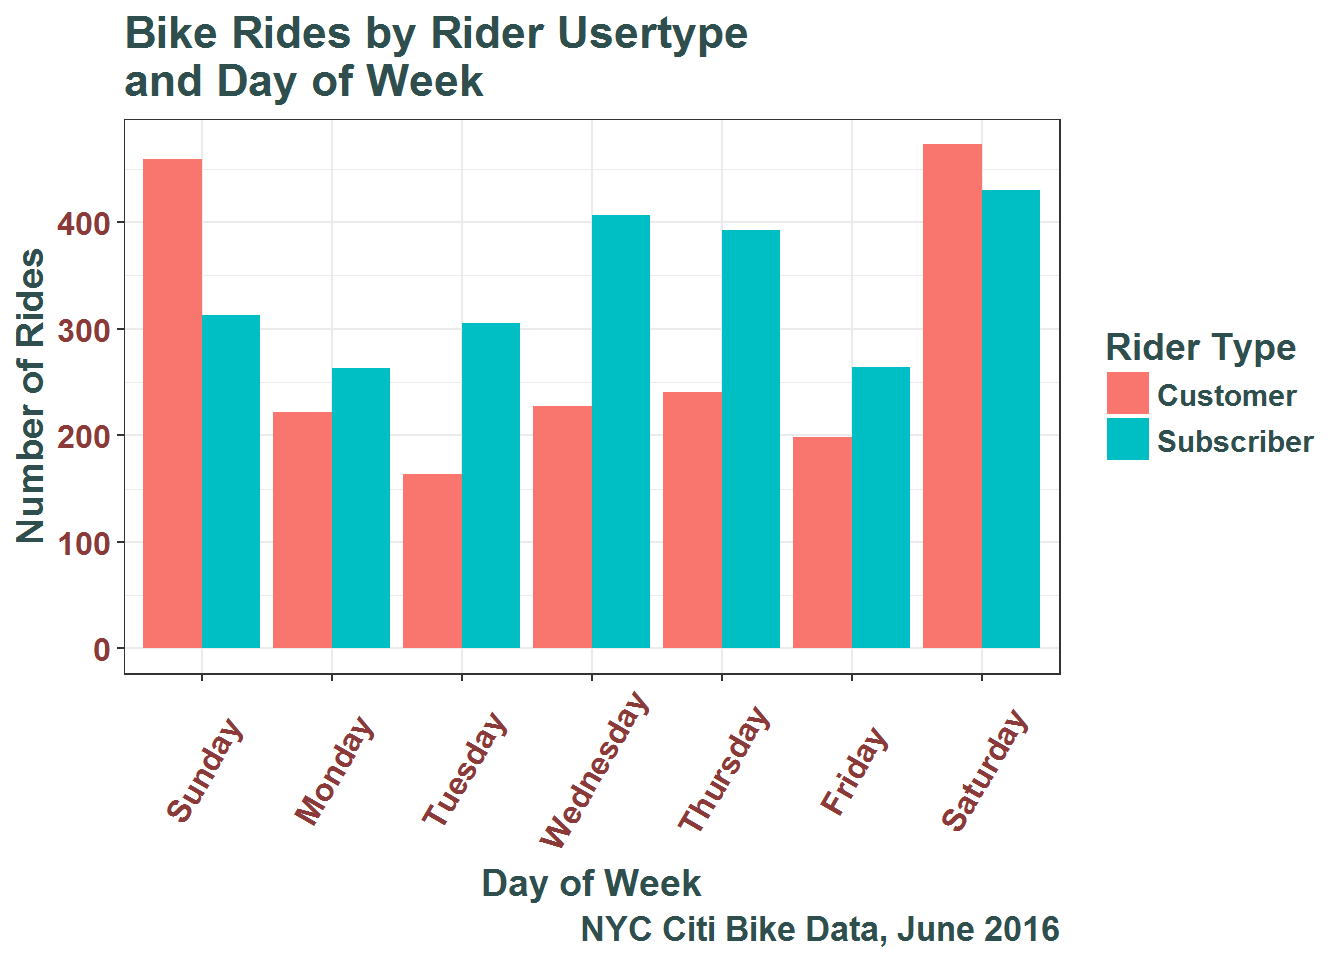 Bike Rides by Rider Usertype
and Day of Week
Number of Rides
400
300
200
100
0
Sunday
Monday
Tuesday
Wednesday
Thursday
Friday
Saturday
Day of Week
NYC Citi Bike Data, June 2016
Rider Type
Customer
Subscriber